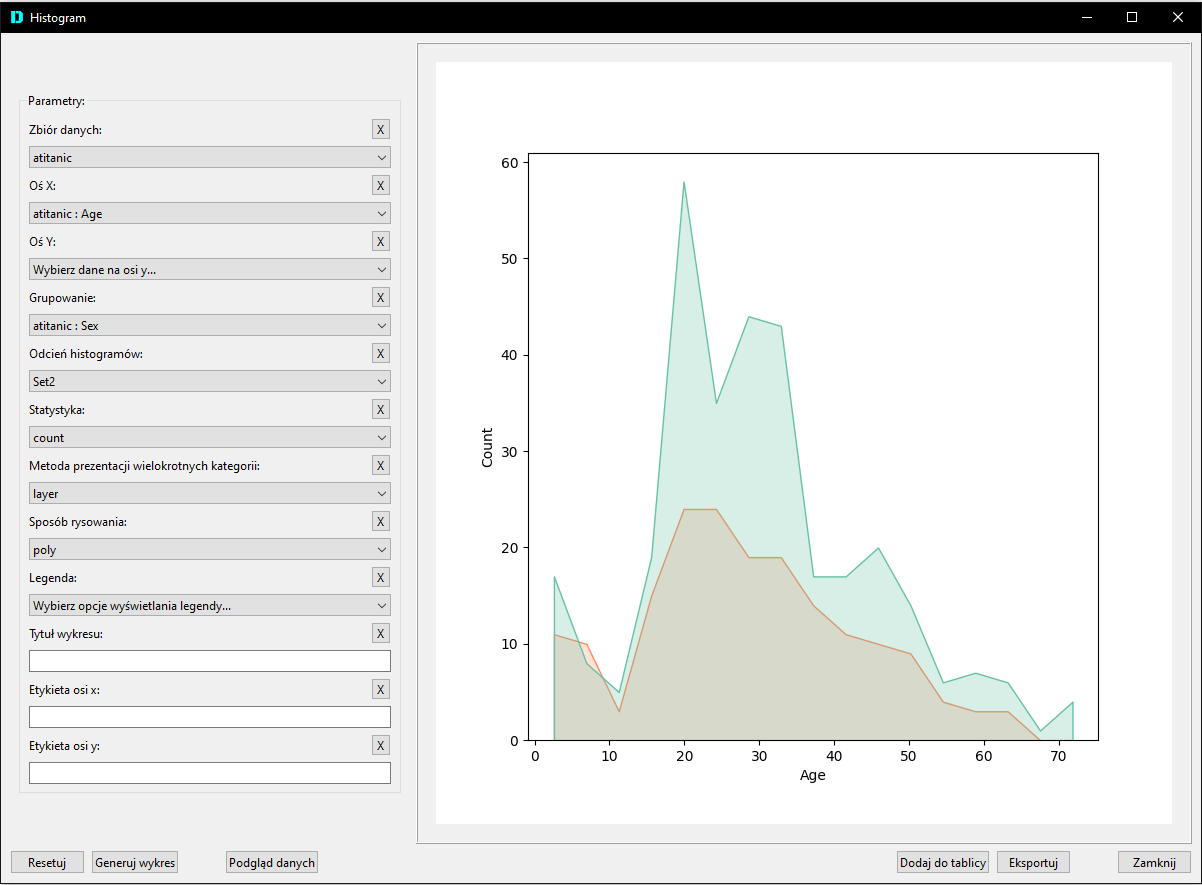 Histogram
Parametry:
Zbiór danych:
X
atitanic
Oś X:
X
atitanic : Age
Oś Y:
X
Wybierz dane na osi y...
Grupowanie:
X
atitanic : Sex
Odcień histogramów:
X
Set2
Statystyka:
X
count
Metoda prezentacji wielokrotnych kategorii:
X
layer
Sposób rysowania:
X
poly
Legenda:
X
Wybierz opcje wyświetlania legendy...
Tytuł wykresu:
X
Etykieta osi x:
X
Etykieta osi y:
X
60
50
40
30
20
10
0
Count
0 10 20 30 40 50 60 70
Age
Resetuj
Generuj wykres
Podgląd danych
Dodaj do tablicy
Eksportuj
Zamknij